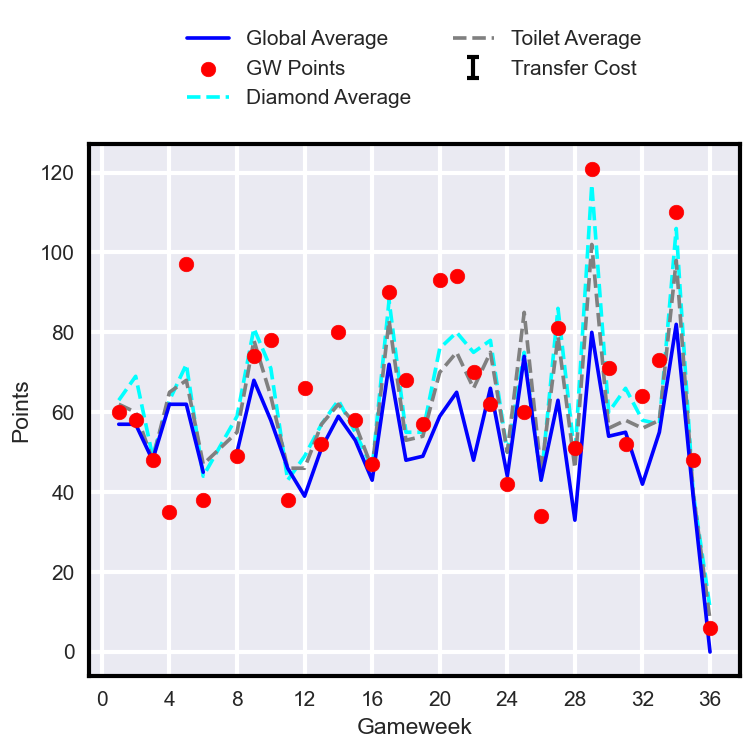 Global Average
GW Points
Diamond Average
Toilet Average
Transfer Cost
120
100
80
60
40
20
0
Points
0 4 8 12 16 20 24 28 32 36
Gameweek